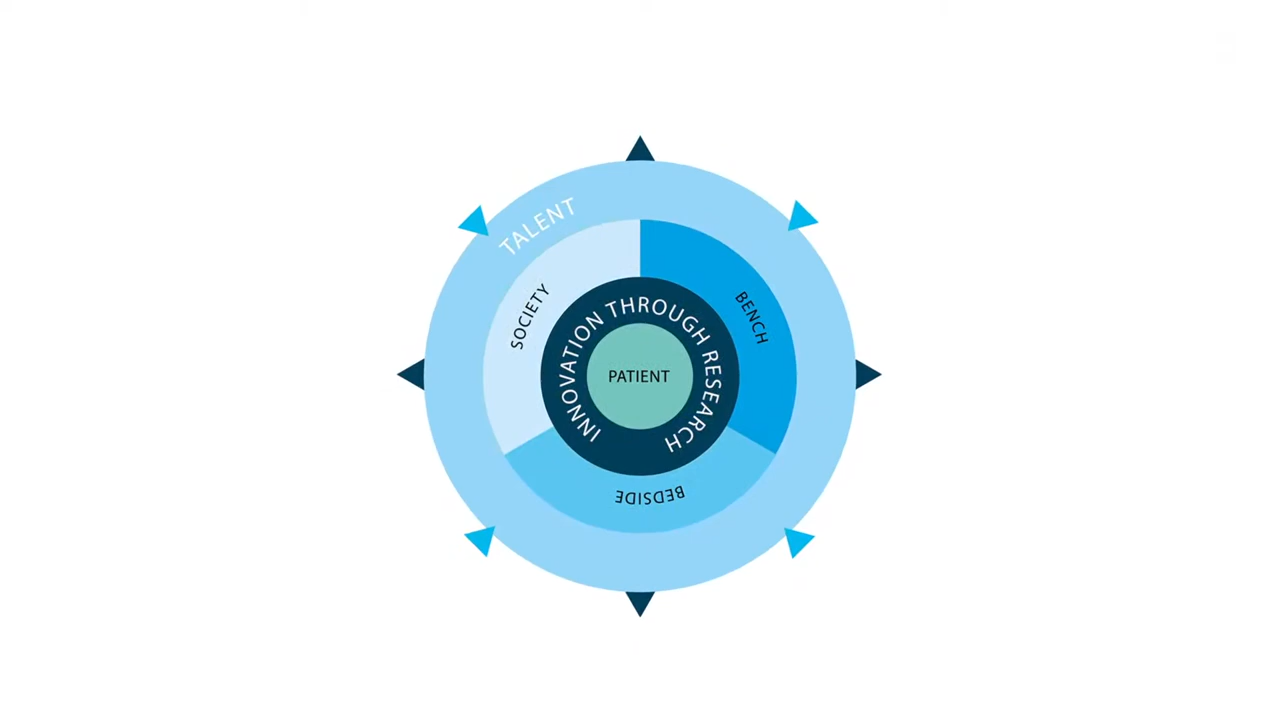 TALENT
SOCIETY
BENCH
INNOVATION THROUGH RESEARCH
PATIENT
BEDSIDE